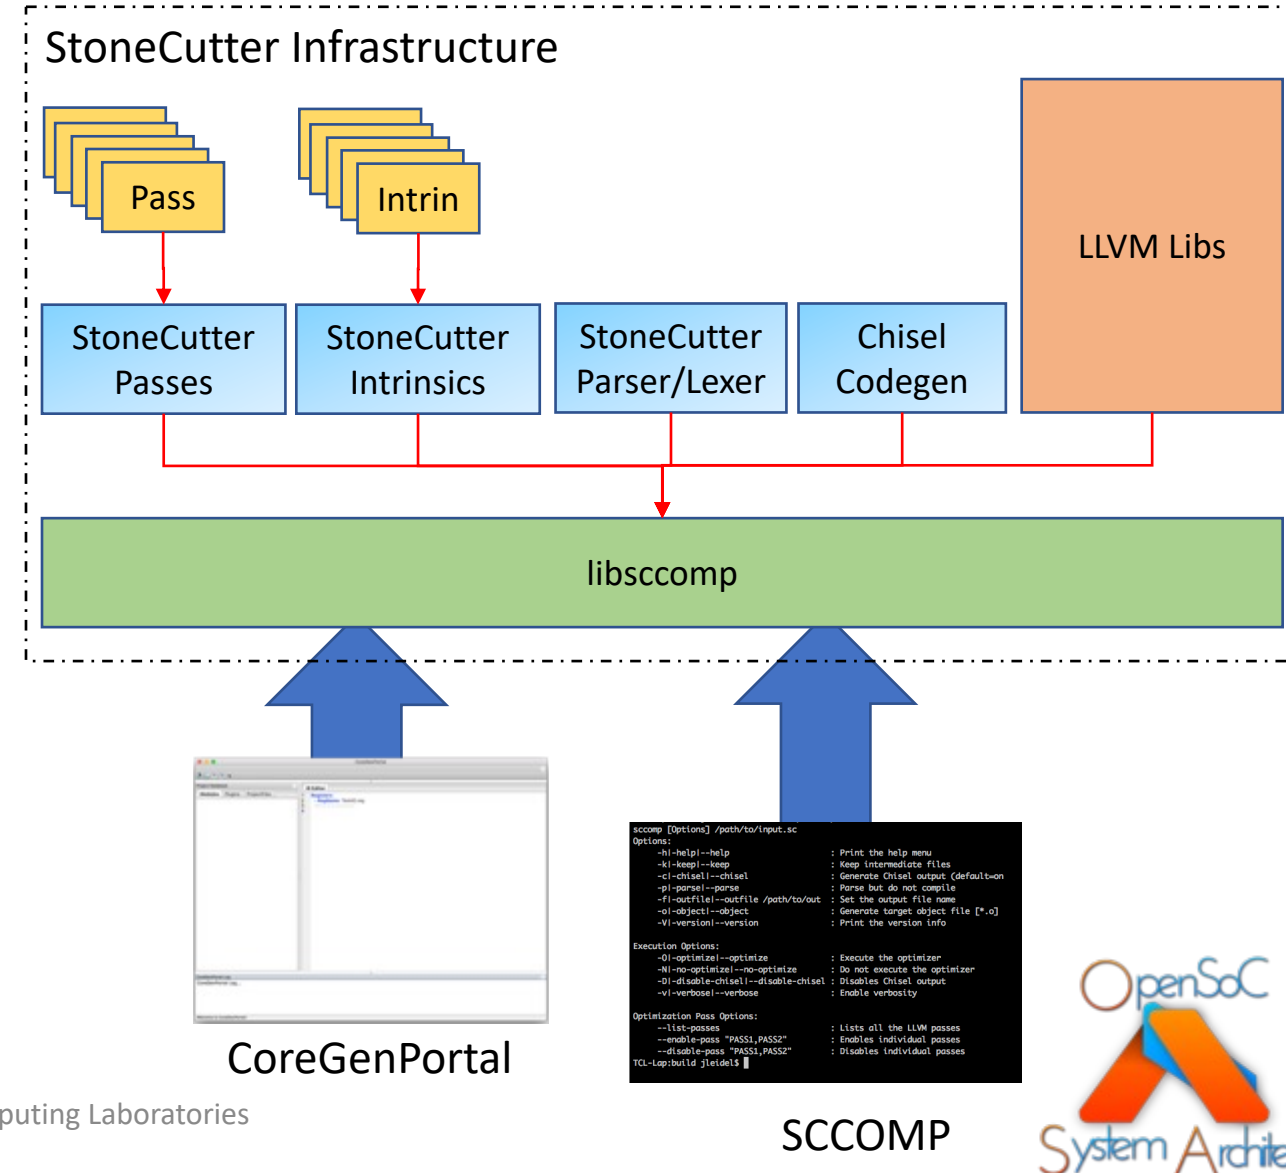 StoneCutter Infrastructure
Pass
Intrin
LLVM Libs
StoneCutter
Passes
StoneCutter
Intrinsics
StoneCutter
Parser/Lexer
Chisel
Codegen
libsccomp
sccomp [Options] /path/to/input.sc
Options:
-h|-help|--help : Print the help menu
-k|-keep|--keep : Keep intermediate files
-c|-chisel|--chisel : Generate Chisel output (default=on
-p|-parse|--parse : Parse but do not compile
-f|-outfile|--outfile /path/to/out : Set the output file name
-o|-object|--object : Generate target object file [*.o]
-V|-version|--version : Print the version info
Execution Options:
-O|-optimize|--optimize : Execute the optimizer
-N|-no-optimize|--no-optimize : Do not execute the optimizer
-D|-disable-chisel|--disable-chisel : Disables Chisel output
-v|-verbose|--verbose : Enable verbosity
Optimization Pass Options:
--list-passes : Lists all the LLVM passes
--enable-pass "PASS1,PASS2" : Enables individual passes
--disable-pass "PASS1,PASS2" : Disables individual passes
TCL-Lap:build jleidel$
CoreGenPortal
SCCOMP
puting Laboratories
OpenSoC
System Archite